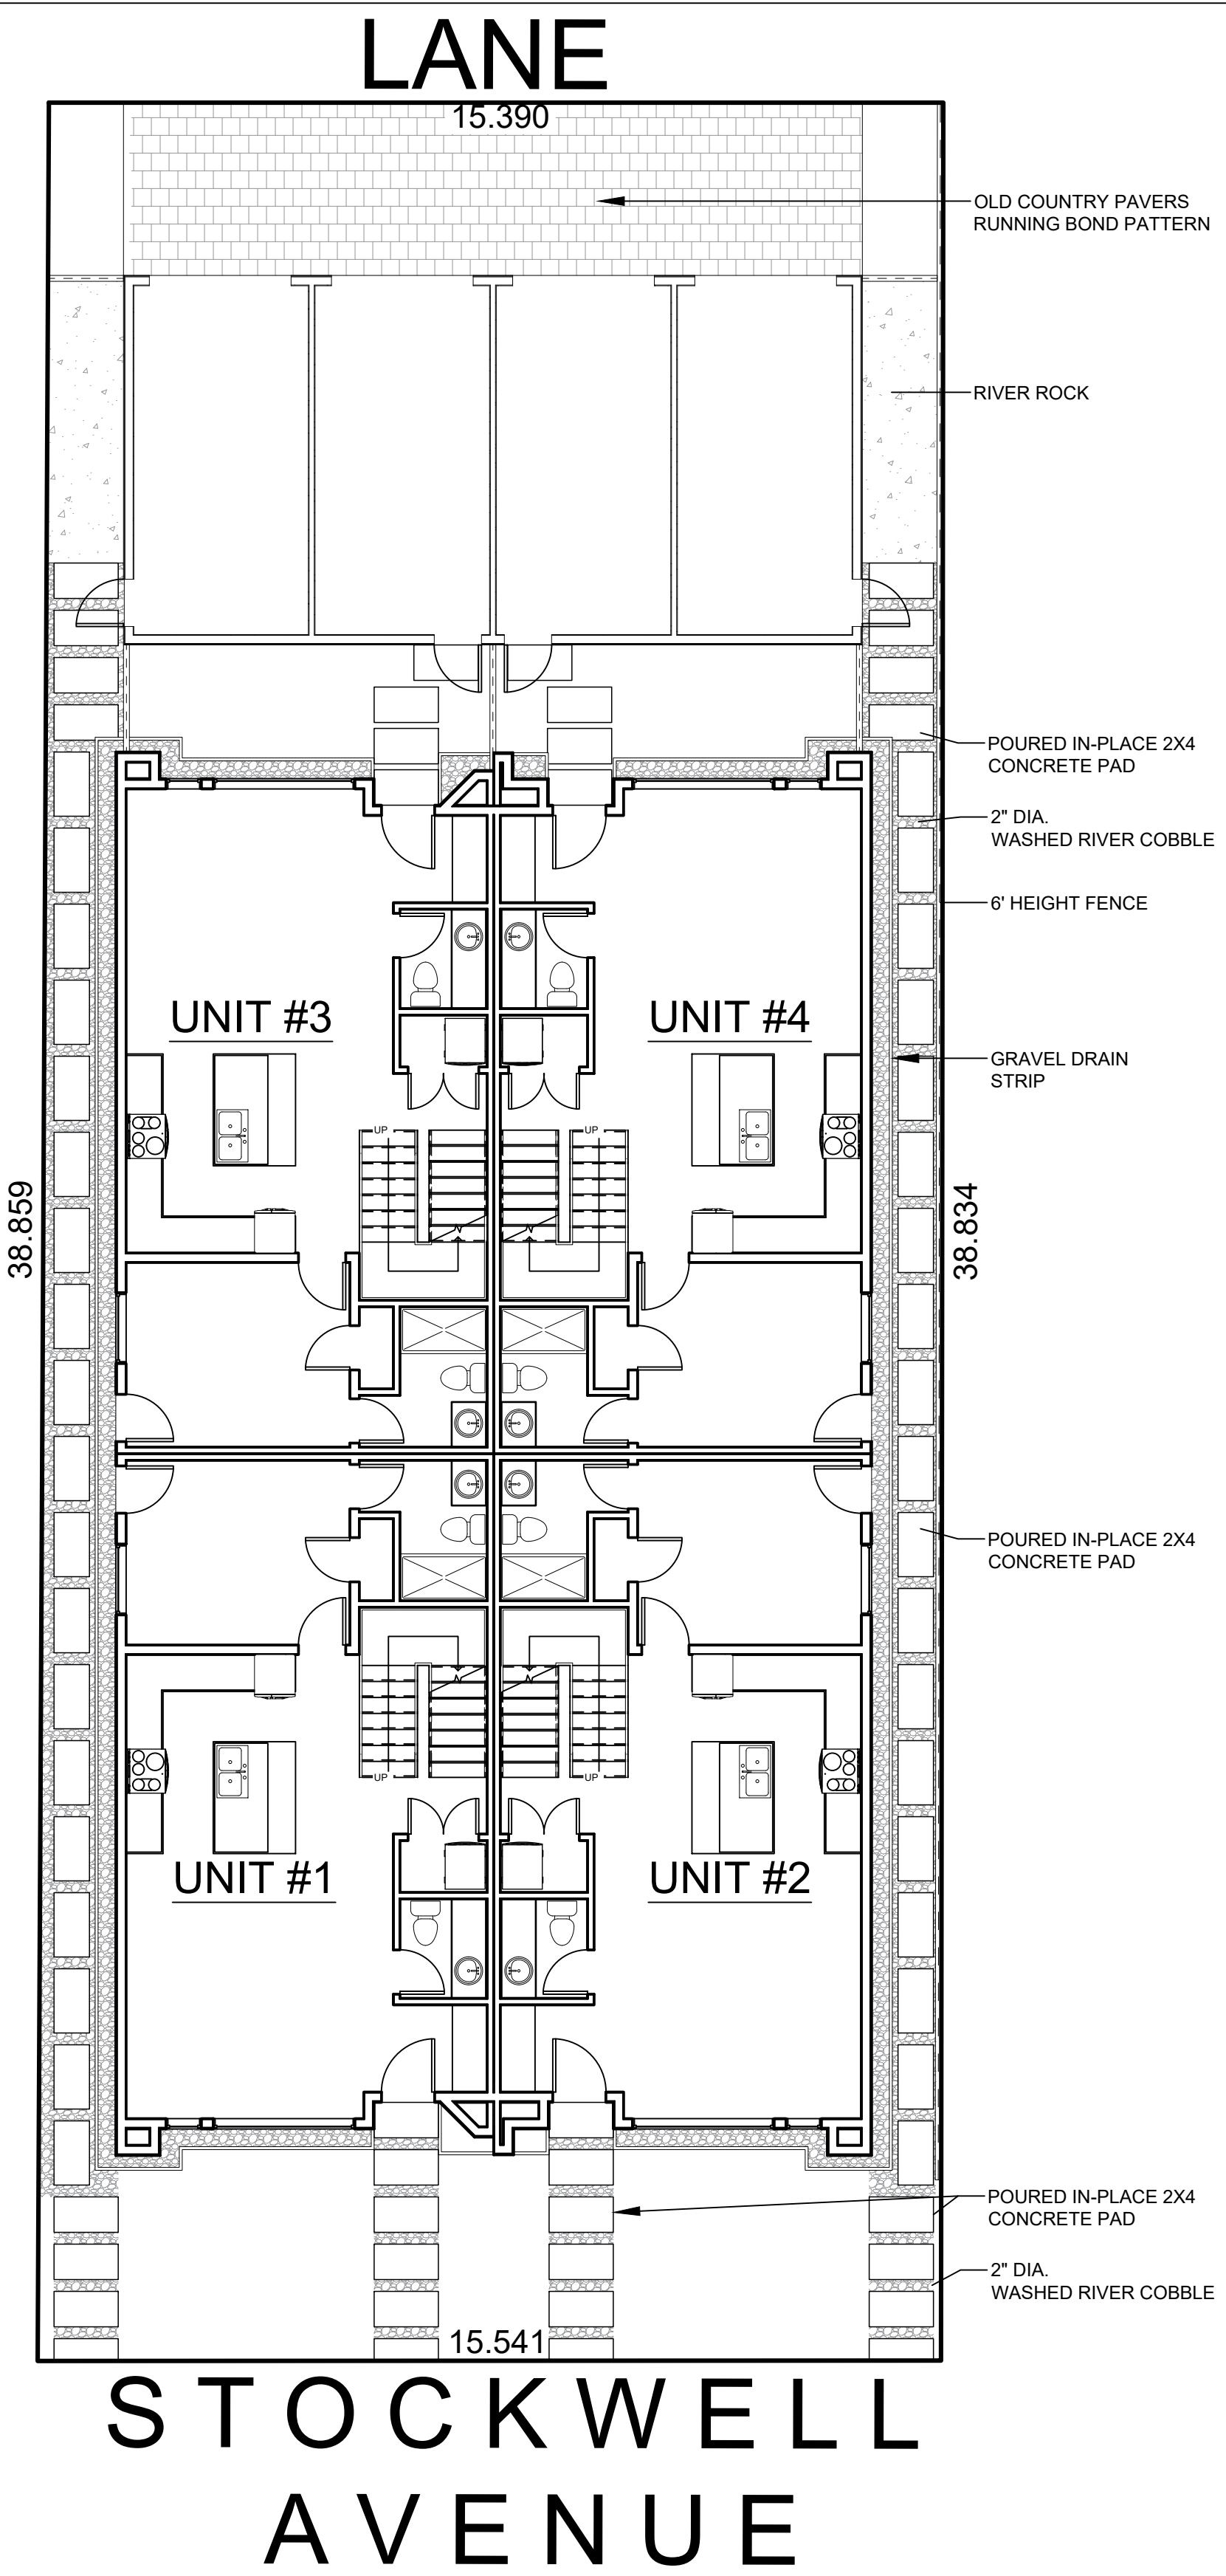 LANE
15.390
OLD COUNTRY PAVERS
RUNNING BOND PATTERN
RIVER ROCK
POURED IN-PLACE 2X4
CONCRETE PAD
2" DIA.
WASHED RIVER COBBLE
6' HEIGHT FENCE
UNIT #3
UNIT #4
GRAVEL DRAIN
STRIP
UP
UP
38.859
38.834
POURED IN-PLACE 2X4
CONCRETE PAD
UP
UP
UNIT #1
UNIT #2
POURED IN-PLACE 2X4
CONCRETE PAD
2" DIA.
WASHED RIVER COBBLE
15.541
STOCKWELL
AVENUE